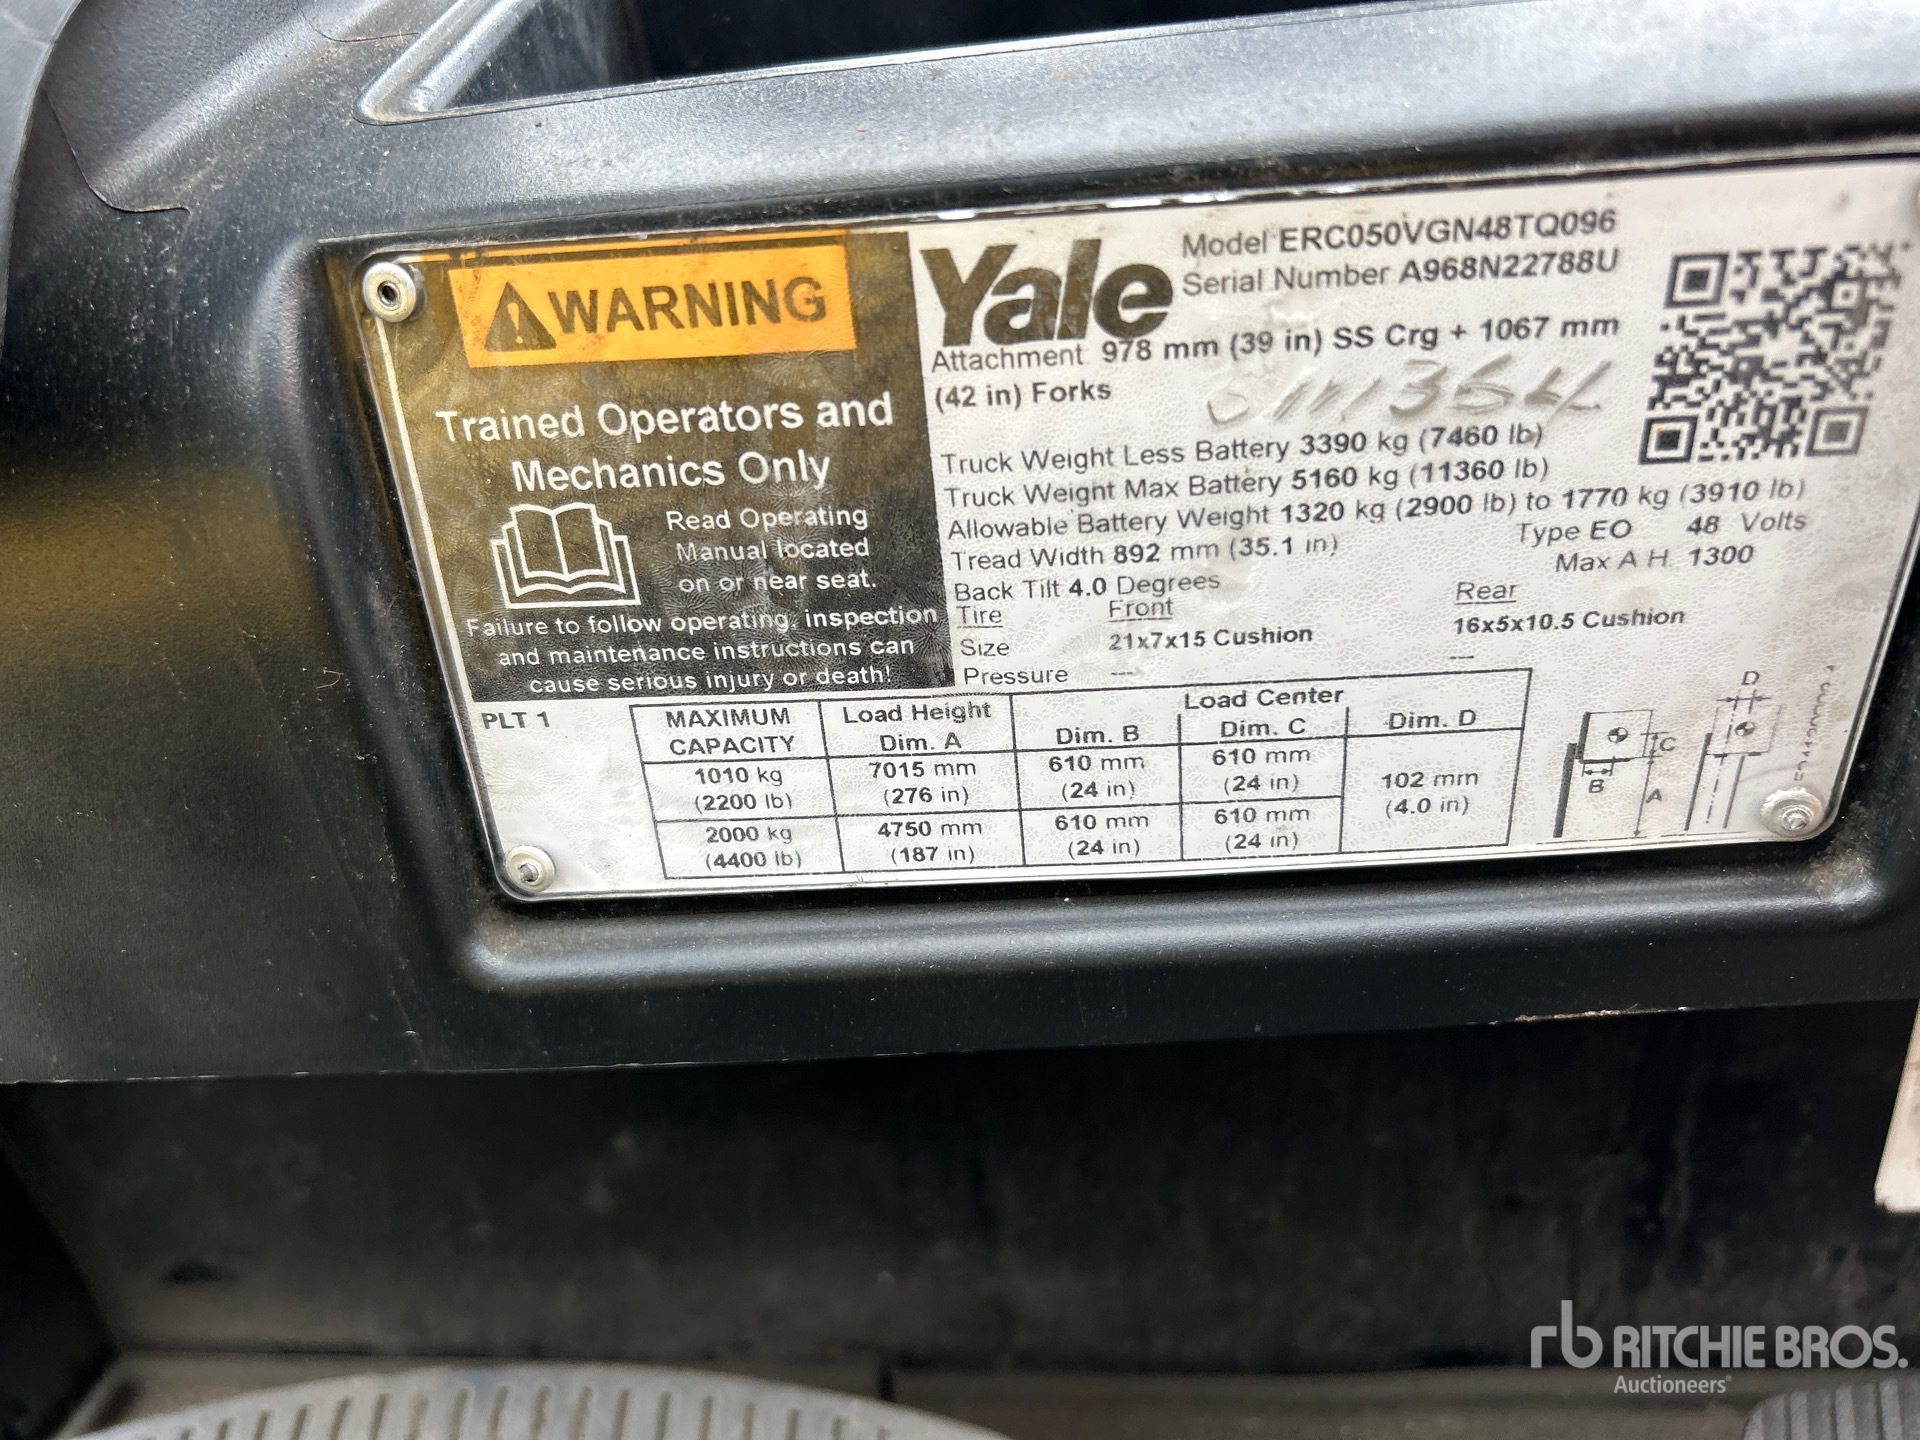 WARNING
Trained Operators and
Mechanics Only
Read Operating
Manual located
on or near seat.
Failure to follow operating, inspection
and maintenance instructions can
cause serious injury or death!
PLT 1
Yale
Model ERC050VGN48TQ096
Serial Number A968N22788U
Attachment 978 mm (39 in) SS Crg + 1067 mm
(42 in) Forks
Truck Weight Less Battery 3390 kg (7460 lb)
Truck Weight Max Battery 5160 kg (11360 lb)
Allowable Battery Weight 1320 kg (2900 lb) to 1770 kg (3910 lb)
Tread Width 892 mm (35.1 in) Type EO 48 Volts
Back Tilt 4.0 Degrees Max A H 1300
Tire Front Rear
Size 21x7x15 Cushion 16x5x10.5 Cushion
Pressure --- ---
MAXIMUM CAPACITY Load Height Dim. A Load Center Dim. B Dim. C Dim. D
1010 kg (2200 lb) 7015 mm (276 in) 610 mm (24 in) 610 mm (24 in) 102 mm (4.0 in)
2000 kg (4400 lb) 4750 mm (187 in) 610 mm (24 in) 610 mm (24 in)
D
C
B
A
rb RITCHIE BROS.
Auctioneers